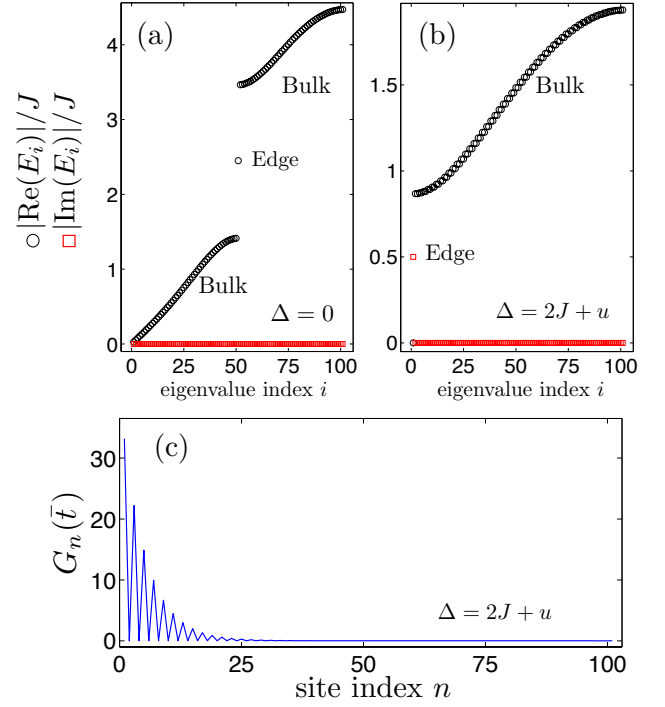 (a)
(b)
4
3
2
1
0
1.5
1
0.5
0
○|Re(E_i)|/J
□|Im(E_i)|/J
Bulk
Edge
Bulk
Δ = 0
Bulk
Edge
Δ = 2J + u
0 25 50 75 100
0 25 50 75 100
eigenvalue index i
eigenvalue index i
(c)
30
20
10
0
G_n(t̄)
Δ = 2J + u
0 25 50 75 100
site index n